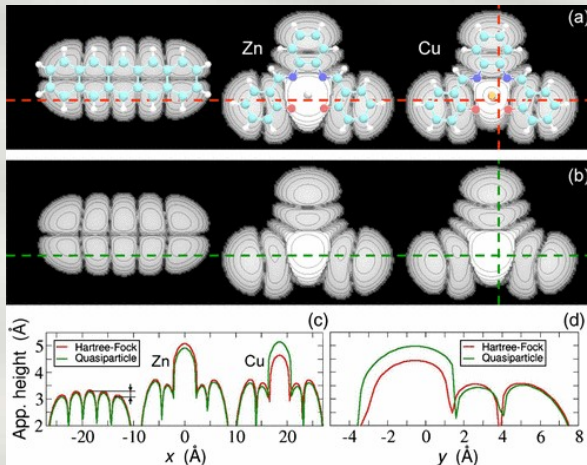 (a)
Zn
Cu
(b)
(c)
(d)
Hartree-Fock
Quasiparticle
Zn
Cu
Hartree-Fock
Quasiparticle
App. height (Å)
5
4
3
2
-20 -10 0 10 20
x (Å)
-4 -2 0 2 4 6 8
y (Å)